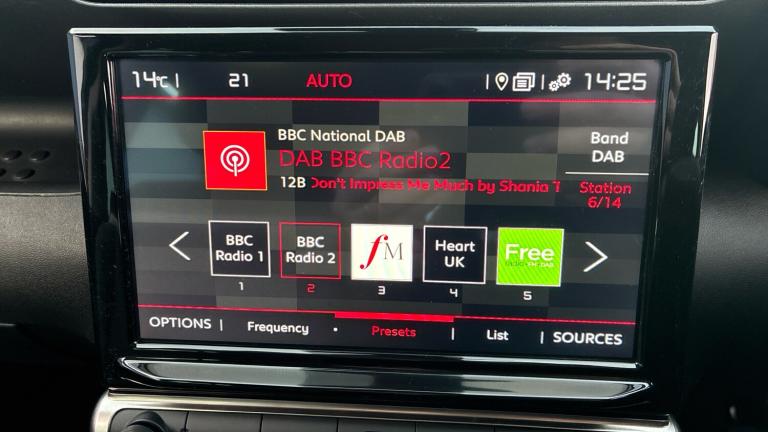 14°C | 21 AUTO | | 14:25
BBC National DAB
DAB BBC Radio2
12B Don't Impress Me Much by Shania T
Band
DAB
Station
6/14
BBC
Radio 1
BBC
Radio 2
fM
Heart
UK
Free
1 2 3 4 5
OPTIONS | Frequency • Presets | List | SOURCES